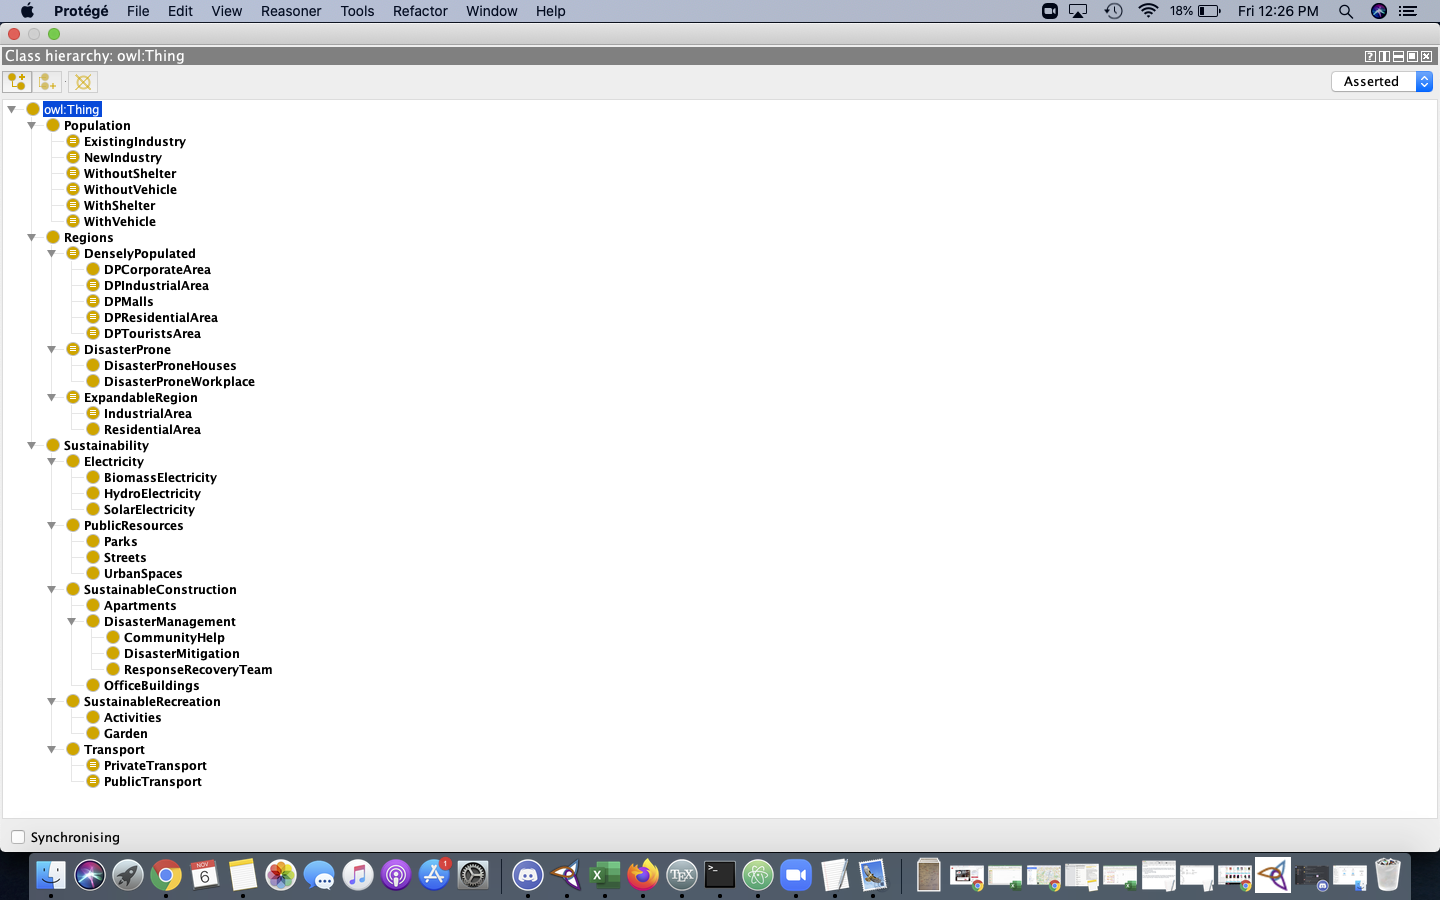 Protégé File Edit View Reasoner Tools Refactor Window Help 18% Fri 12:26 PM
Class hierarchy: owl:Thing
Asserted
owl:Thing
Population
ExistingIndustry
NewIndustry
WithoutShelter
WithoutVehicle
WithShelter
WithVehicle
Regions
DenselyPopulated
DPCorporateArea
DPIndustrialArea
DPMalls
DPResidentialArea
DPTouristsArea
DisasterProne
DisasterProneHouses
DisasterProneWorkplace
ExpandableRegion
IndustrialArea
ResidentialArea
Sustainability
Electricity
BiomassElectricity
HydroElectricity
SolarElectricity
PublicResources
Parks
Streets
UrbanSpaces
SustainableConstruction
Apartments
DisasterManagement
CommunityHelp
DisasterMitigation
ResponseRecoveryTeam
OfficeBuildings
SustainableRecreation
Activities
Garden
Transport
PrivateTransport
PublicTransport
Synchronising
NOV
6
1
X
TEX
>_